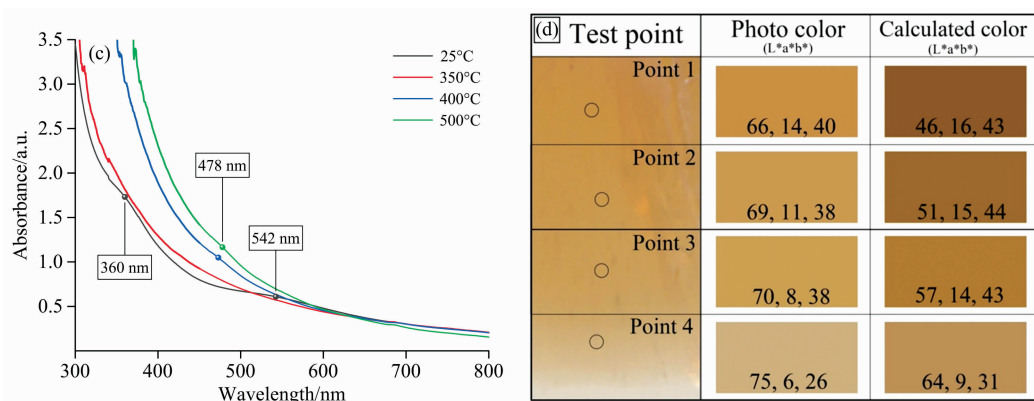 (c)
3.5
3.0
2.5
2.0
1.5
1.0
0.5
Absorbance/a.u.
25°C
350°C
400°C
500°C
478 nm
542 nm
360 nm
300 400 500 600 700 800
Wavelength/nm
(d) Test point
Photo color
(L*a*b*)
Calculated color
(L*a*b*)
Point 1
66, 14, 40
46, 16, 43
Point 2
69, 11, 38
51, 15, 44
Point 3
70, 8, 38
57, 14, 43
Point 4
75, 6, 26
64, 9, 31